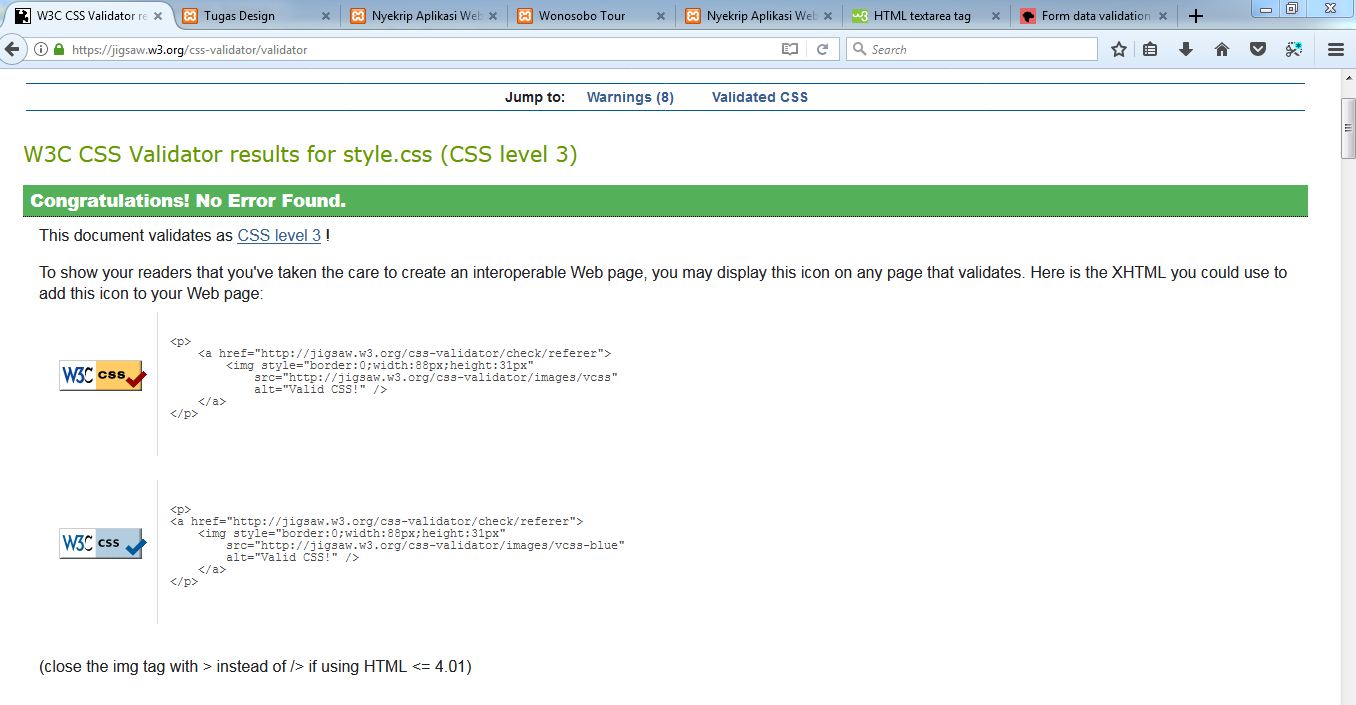 W3C CSS Validator re
Tugas Design
Nyekrip Aplikasi Web
Wonosobo Tour
Nyekrip Aplikasi Web
HTML textarea tag
Form data validation
https://jigsaw.w3.org/css-validator/validator
Search
Jump to: Warnings (8) Validated CSS
W3C CSS Validator results for style.css (CSS level 3)
Congratulations! No Error Found.
This document validates as CSS level 3 !
To show your readers that you've taken the care to create an interoperable Web page, you may display this icon on any page that validates. Here is the XHTML you could use to
add this icon to your Web page:
W3C css
<p>
<a href="http://jigsaw.w3.org/css-validator/check/referer">
<img style="border:0;width:88px;height:31px"
src="http://jigsaw.w3.org/css-validator/images/vcss"
alt="Valid CSS!" />
</a>
</p>
W3C css
<p>
<a href="http://jigsaw.w3.org/css-validator/check/referer">
<img style="border:0;width:88px;height:31px"
src="http://jigsaw.w3.org/css-validator/images/vcss-blue"
alt="Valid CSS!" />
</a>
</p>
(close the img tag with > instead of /> if using HTML <= 4.01)